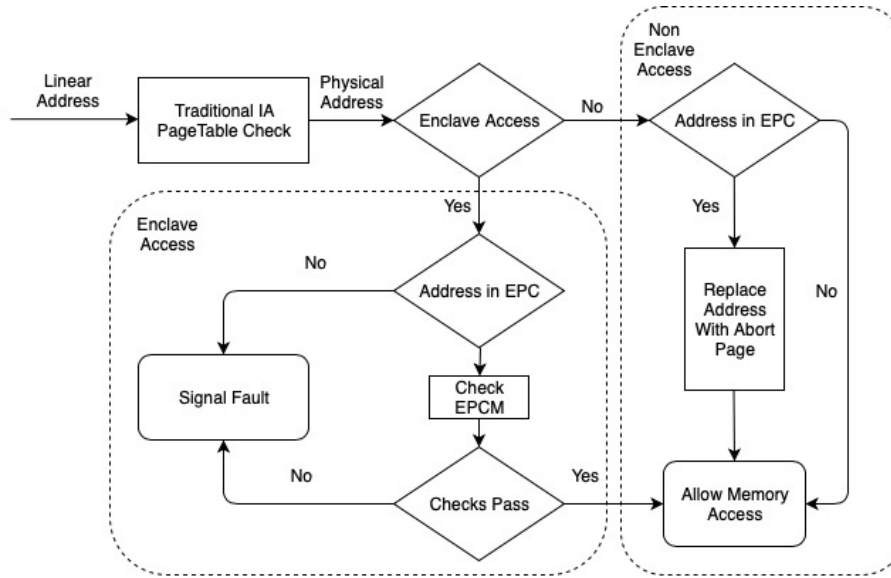 Non
Enclave
Access
Linear
Address
Traditional IA
PageTable Check
Physical
Address
Enclave Access
No
Address in EPC
Yes
Enclave
Access
Yes
No
Address in EPC
Replace
Address
With Abort
Page
No
Signal Fault
Check
EPCM
No
Checks Pass
Yes
Allow Memory
Access